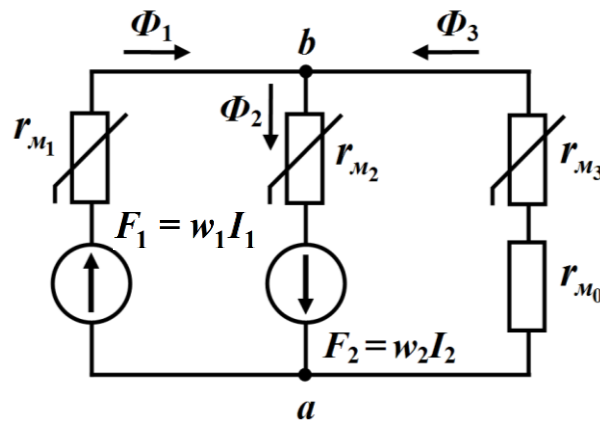 Φ₁
b
Φ₃
rм₁
Φ₂
rм₂
rм₃
F₁ = w₁I₁
rм₀
F₂ = w₂I₂
a